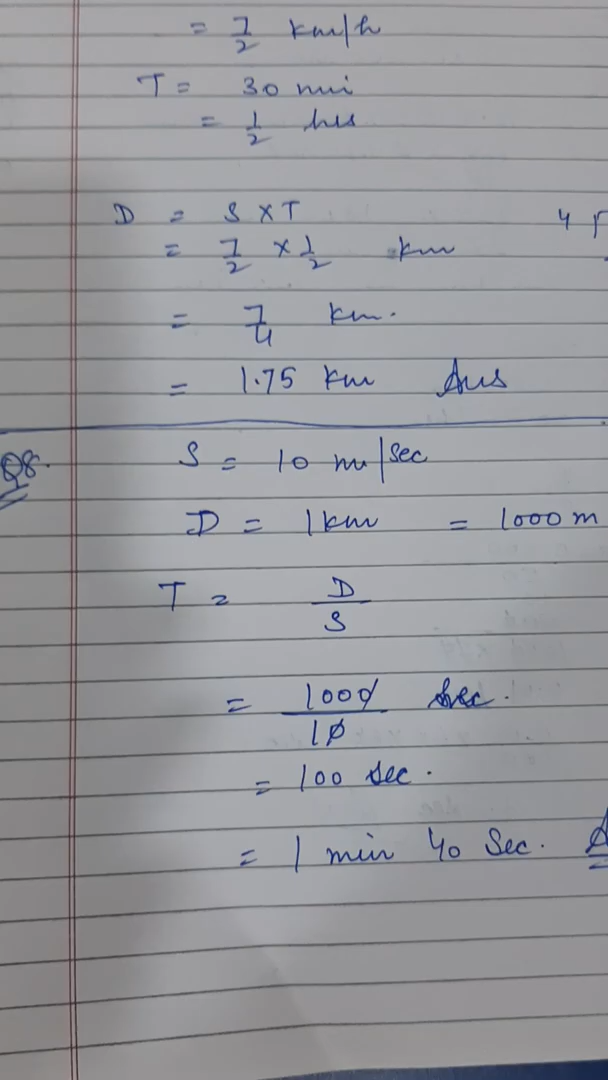 = 7/2 km/h
T = 30 min
= 1/2 hrs
D = S × T
= 7/2 × 1/2 km
= 7/4 km.
= 1.75 km Ans
Q8. S = 10 m/sec
D = 1 km = 1000 m
T = D/S
= 1000/10 sec.
= 100 sec.
= 1 min 40 Sec.